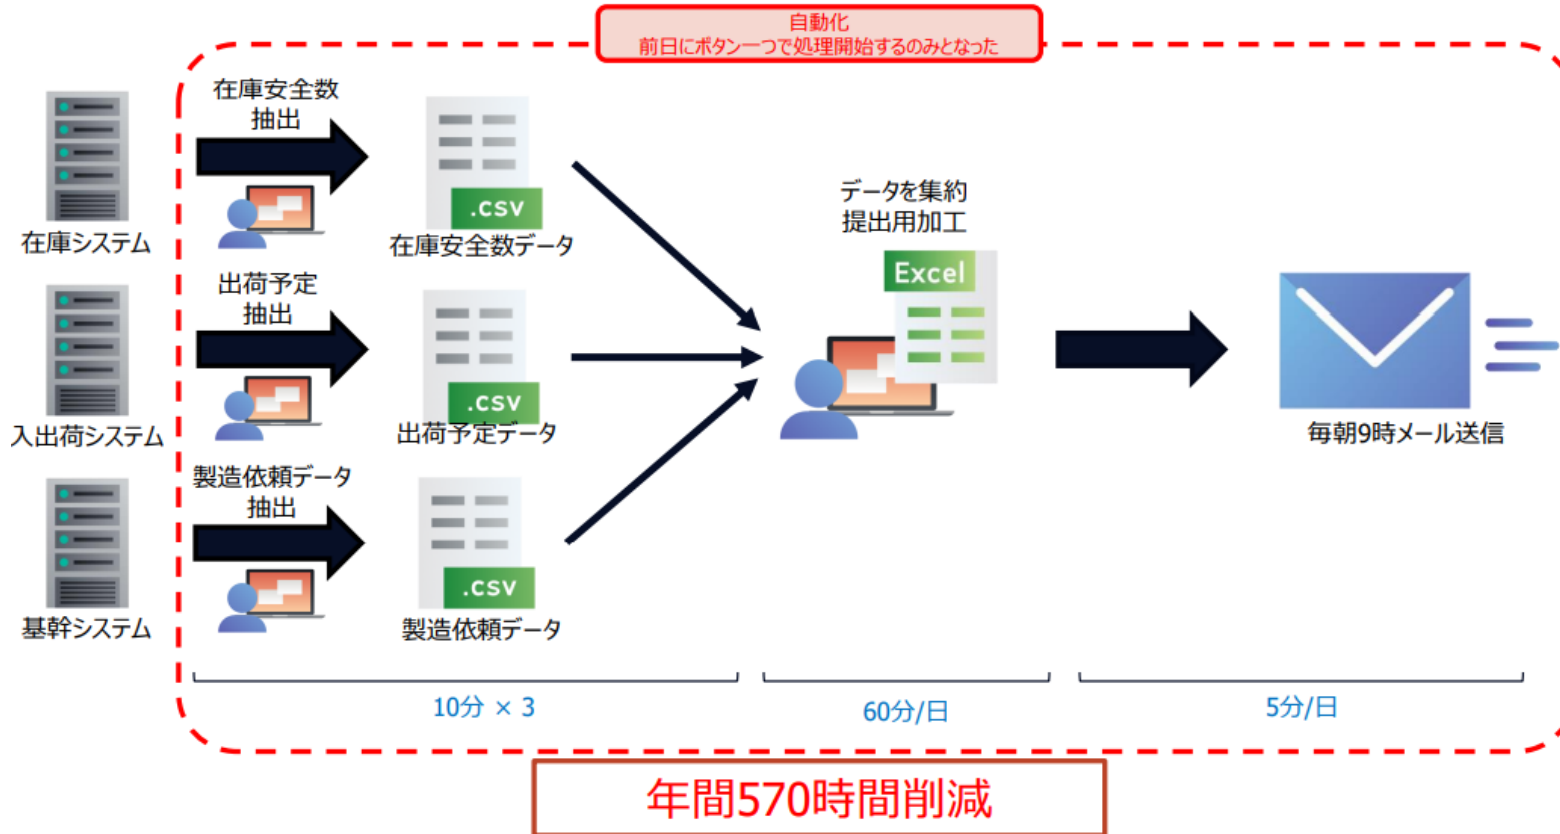 自動化
前日にボタン一つで処理開始するのみとなった
在庫安全数
抽出
在庫システム
.csv
在庫安全数データ
出荷予定
抽出
入出荷システム
.csv
出荷予定データ
製造依頼データ
抽出
基幹システム
.csv
製造依頼データ
データを集約
提出用加工
Excel
毎朝9時メール送信
10分 × 3
60分/日
5分/日
年間570時間削減